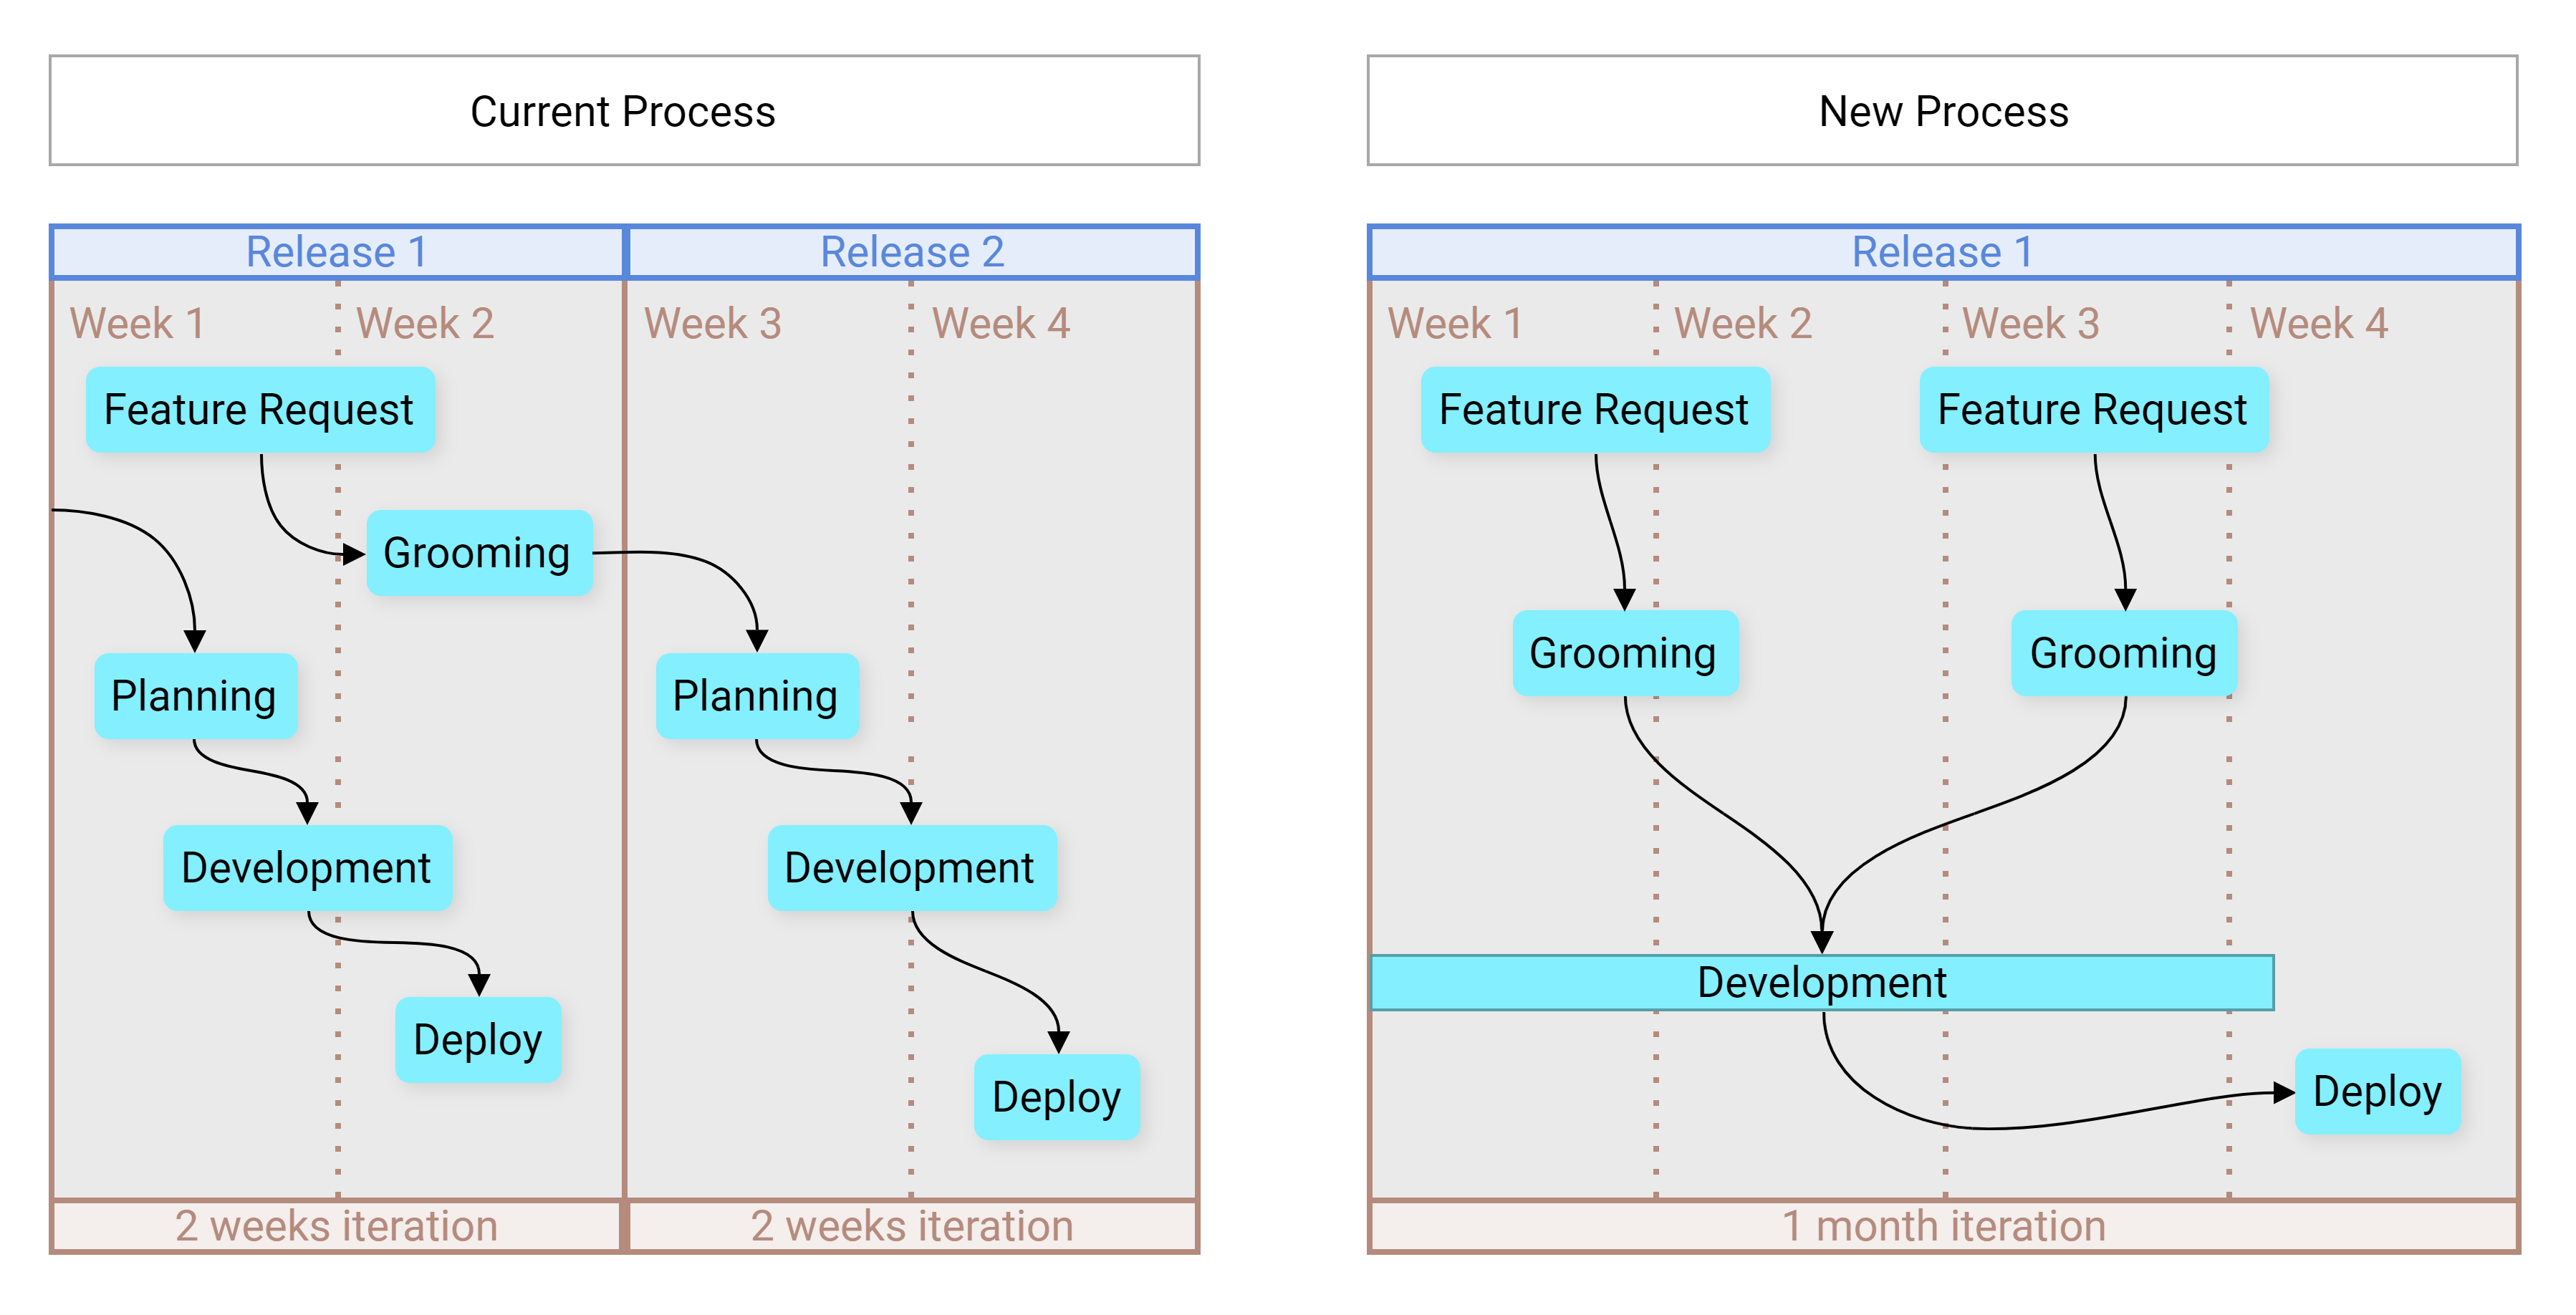 Current Process
Release 1
Release 2
Week 1
Week 2
Week 3
Week 4
Feature Request
Grooming
Planning
Planning
Development
Development
Deploy
Deploy
2 weeks iteration
2 weeks iteration
New Process
Release 1
Week 1
Week 2
Week 3
Week 4
Feature Request
Feature Request
Grooming
Grooming
Development
Deploy
1 month iteration